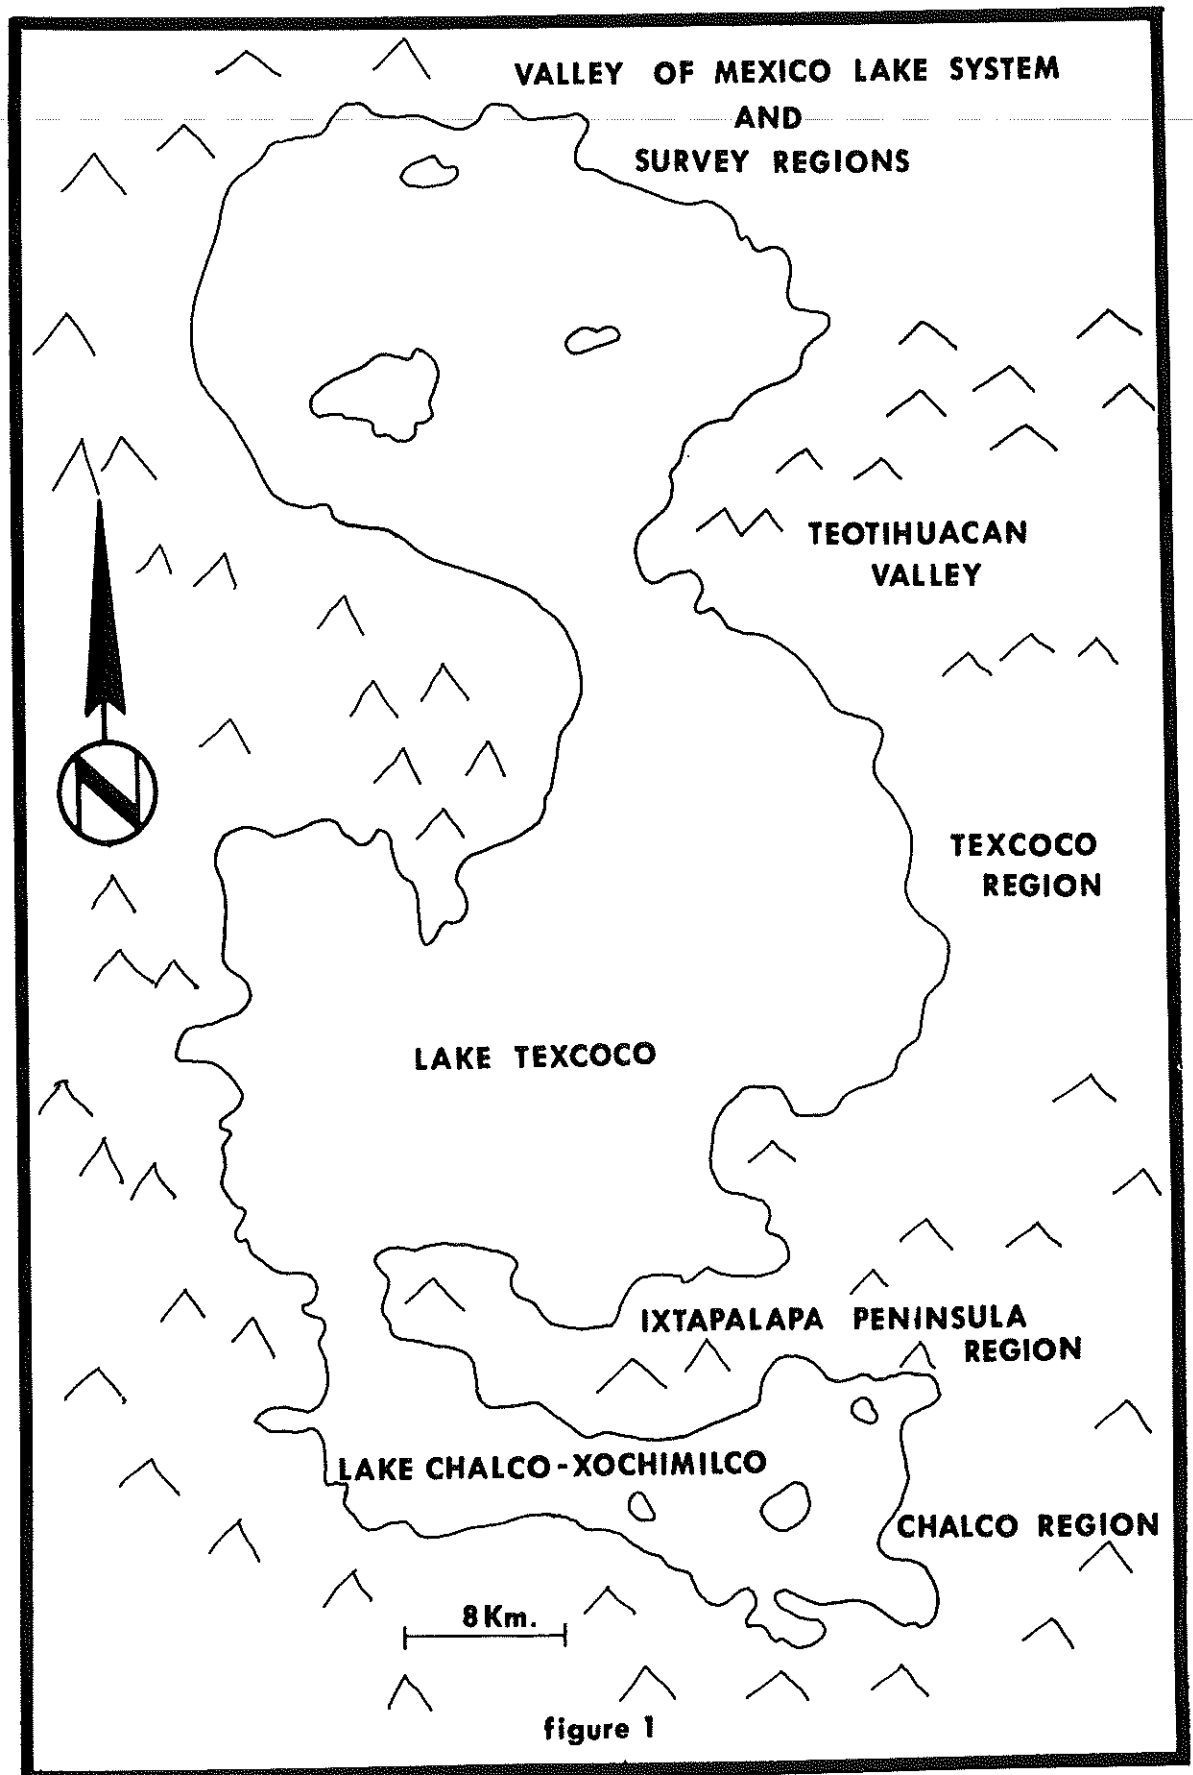 VALLEY OF MEXICO LAKE SYSTEM
AND
SURVEY REGIONS
TEOTIHUACAN
VALLEY
N
TEXCOCO
REGION
LAKE TEXCOCO
IXTAPALAPA PENINSULA
REGION
LAKE CHALCO-XOCHIMILCO
CHALCO REGION
8 Km.
figure 1